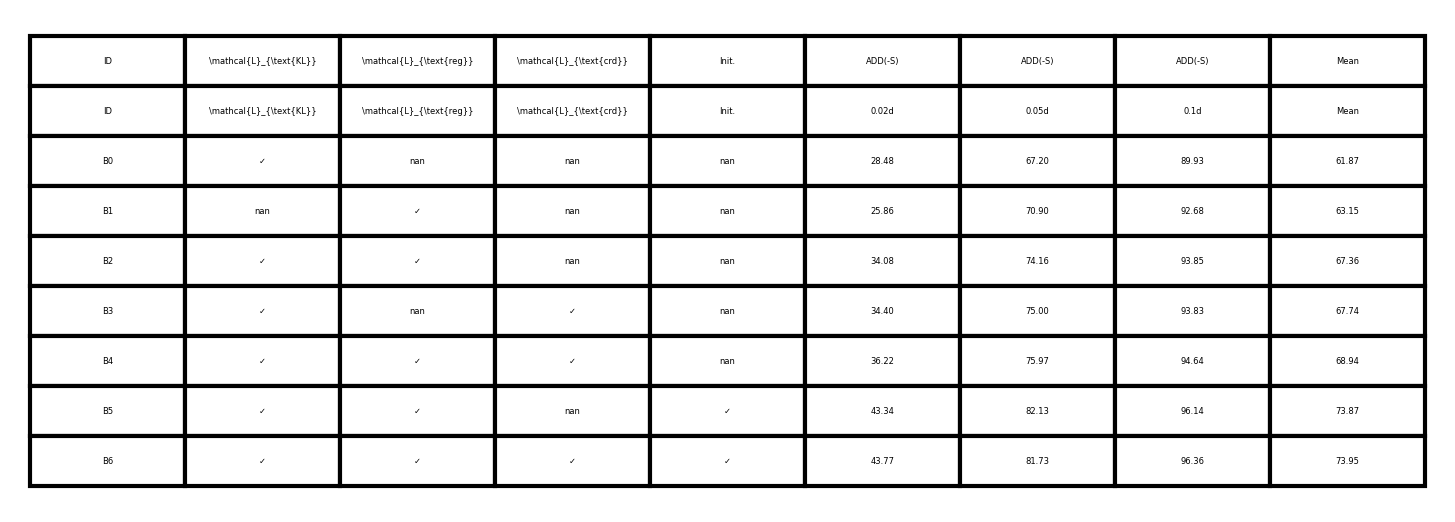 ID \mathcal{L}_{\text{KL}} \mathcal{L}_{\text{reg}} \mathcal{L}_{\text{crd}} Init. ADD(-S) ADD(-S) ADD(-S) Mean
ID \mathcal{L}_{\text{KL}} \mathcal{L}_{\text{reg}} \mathcal{L}_{\text{crd}} Init. 0.02d 0.05d 0.1d Mean
B0 ✓ nan nan nan 28.48 67.20 89.93 61.87
B1 nan ✓ nan nan 25.86 70.90 92.68 63.15
B2 ✓ ✓ nan nan 34.08 74.16 93.85 67.36
B3 ✓ nan ✓ nan 34.40 75.00 93.83 67.74
B4 ✓ ✓ ✓ nan 36.22 75.97 94.64 68.94
B5 ✓ ✓ nan ✓ 43.34 82.13 96.14 73.87
B6 ✓ ✓ ✓ ✓ 43.77 81.73 96.36 73.95